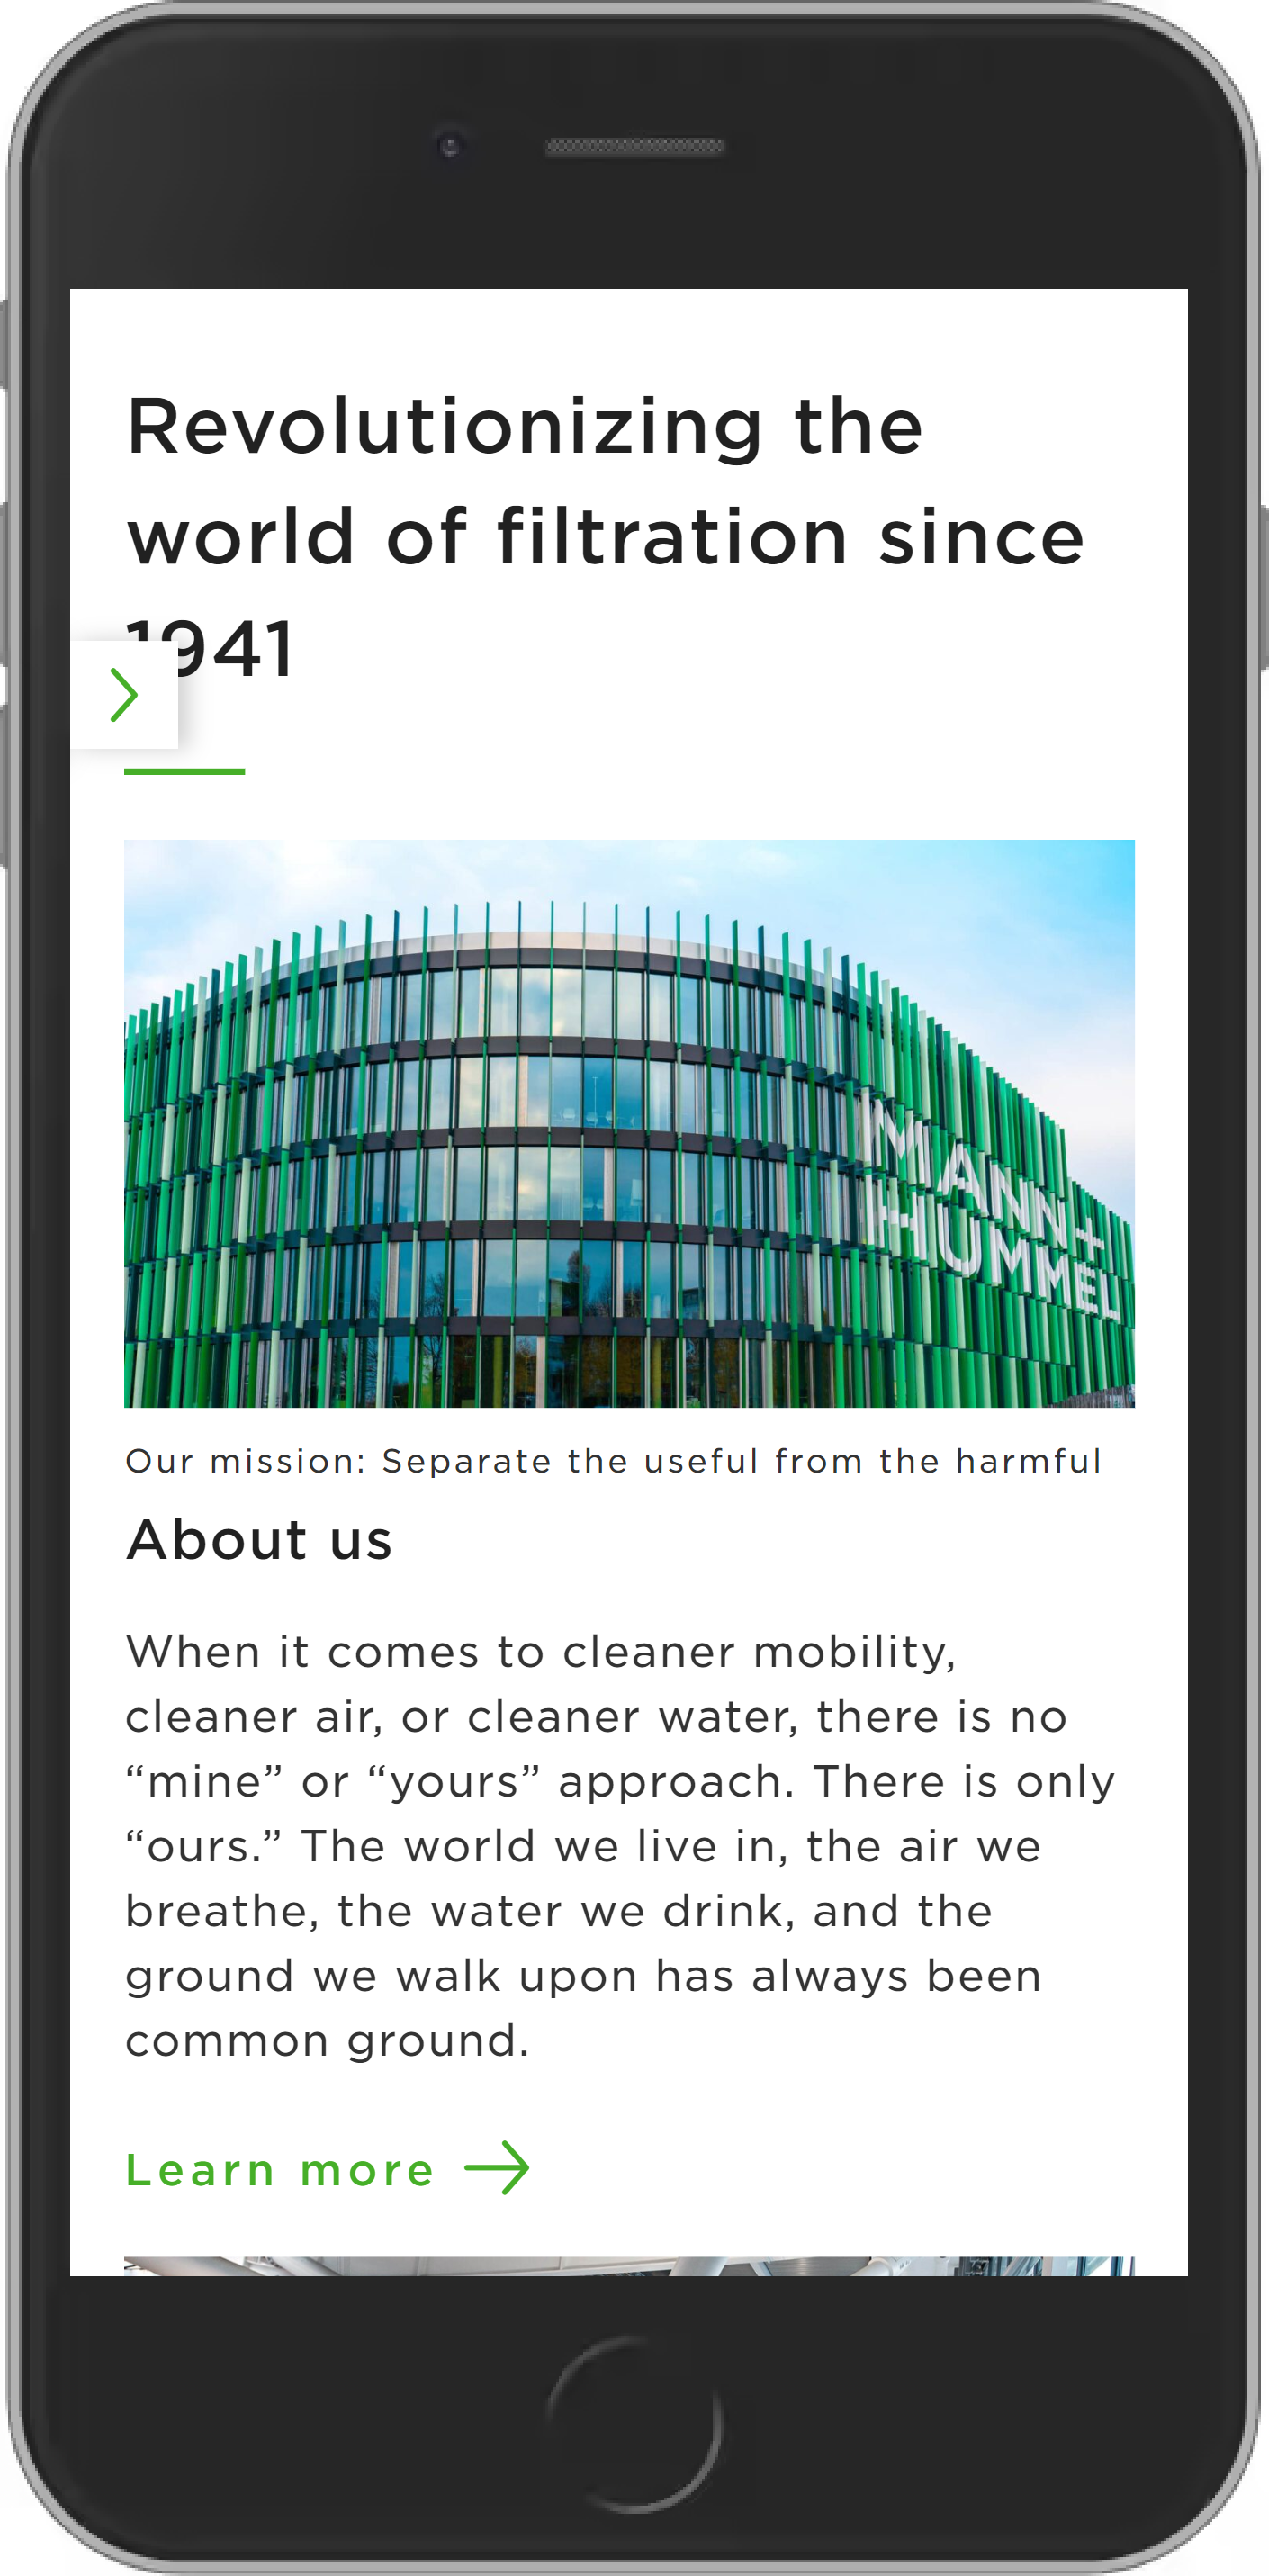 Revolutionizing the
world of filtration since
1941
MANN+
HUMMEL
Our mission: Separate the useful from the harmful
About us
When it comes to cleaner mobility,
cleaner air, or cleaner water, there is no
“mine” or “yours” approach. There is only
“ours.” The world we live in, the air we
breathe, the water we drink, and the
ground we walk upon has always been
common ground.
Learn more